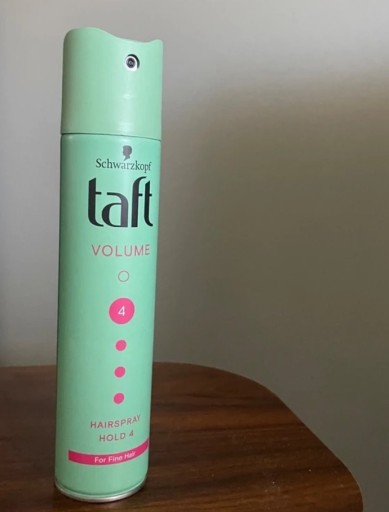 Schwarzkopf
taft
VOLUME
4
HAIRSPRAY
HOLD 4
For Fine Hair